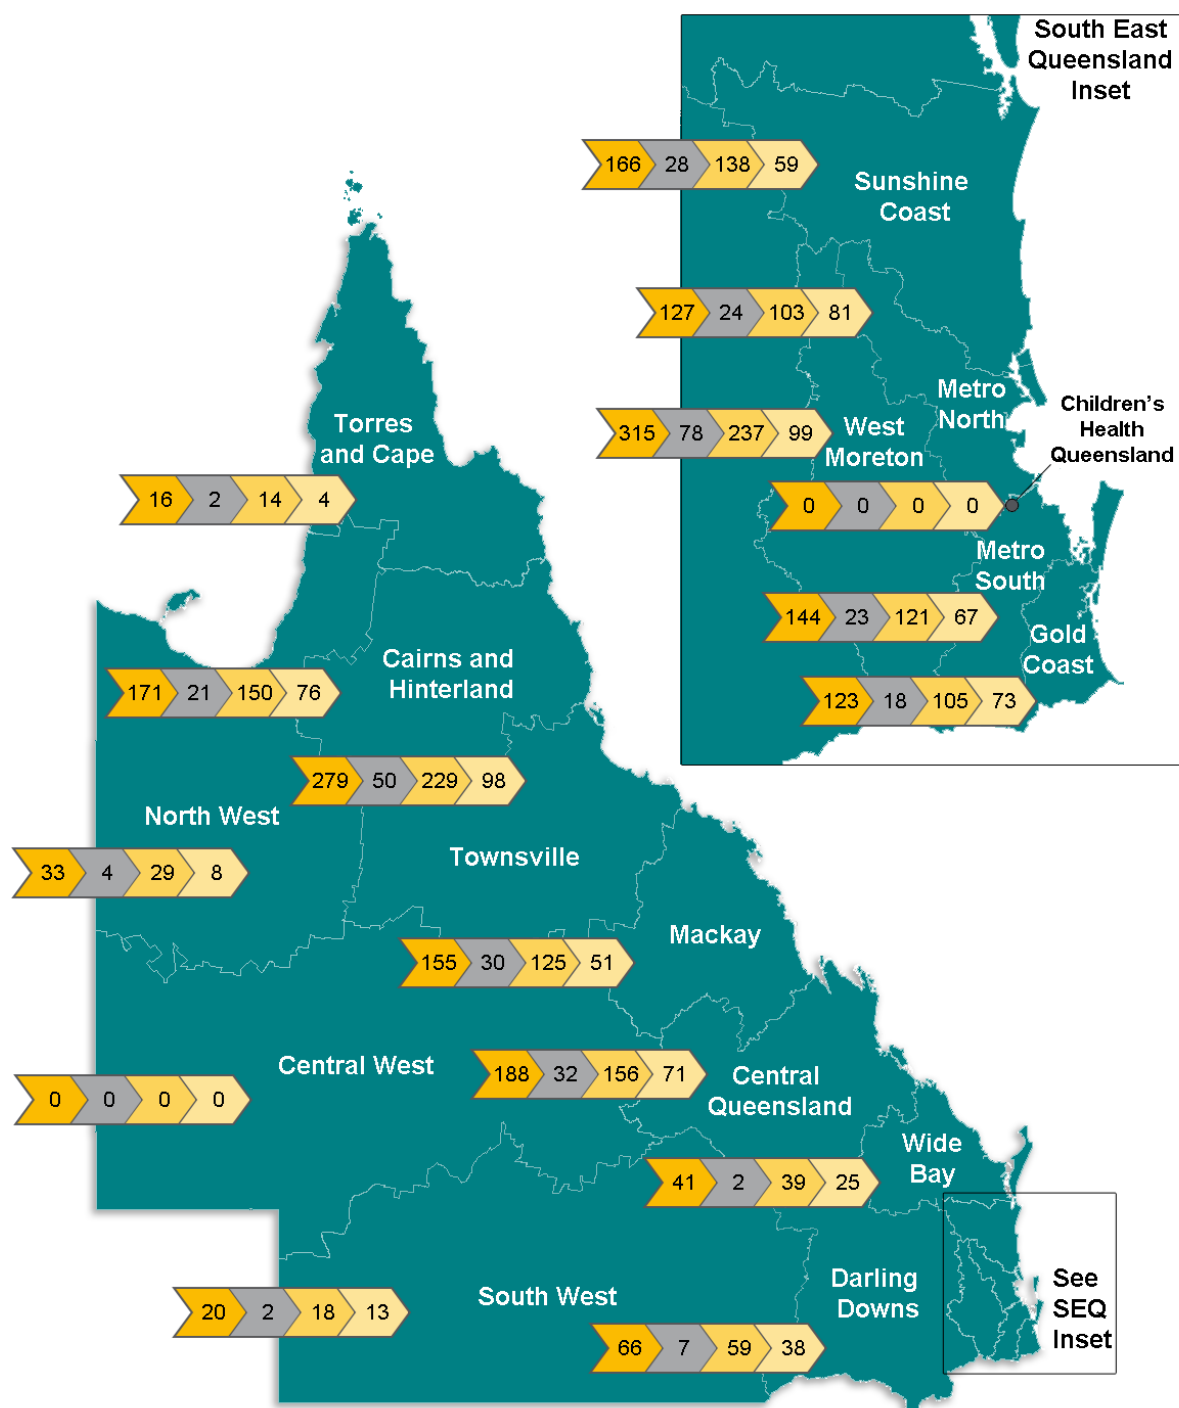 South East
Queensland
Inset
166 28 138 59
Sunshine
Coast
127 24 103 81
Metro
North
Children's
Health
Queensland
315 78 237 99
West
Moreton
0 0 0 0
Metro
South
144 23 121 67
Gold
Coast
123 18 105 73
Torres
and Cape
16 2 14 4
Cairns and
Hinterland
171 21 150 76
279 50 229 98
North West
Townsville
33 4 29 8
Mackay
155 30 125 51
Central West
188 32 156 71
Central
Queensland
0 0 0 0
Wide
Bay
41 2 39 25
South West
Darling
Downs
See
SEQ
Inset
20 2 18 13
66 7 59 38